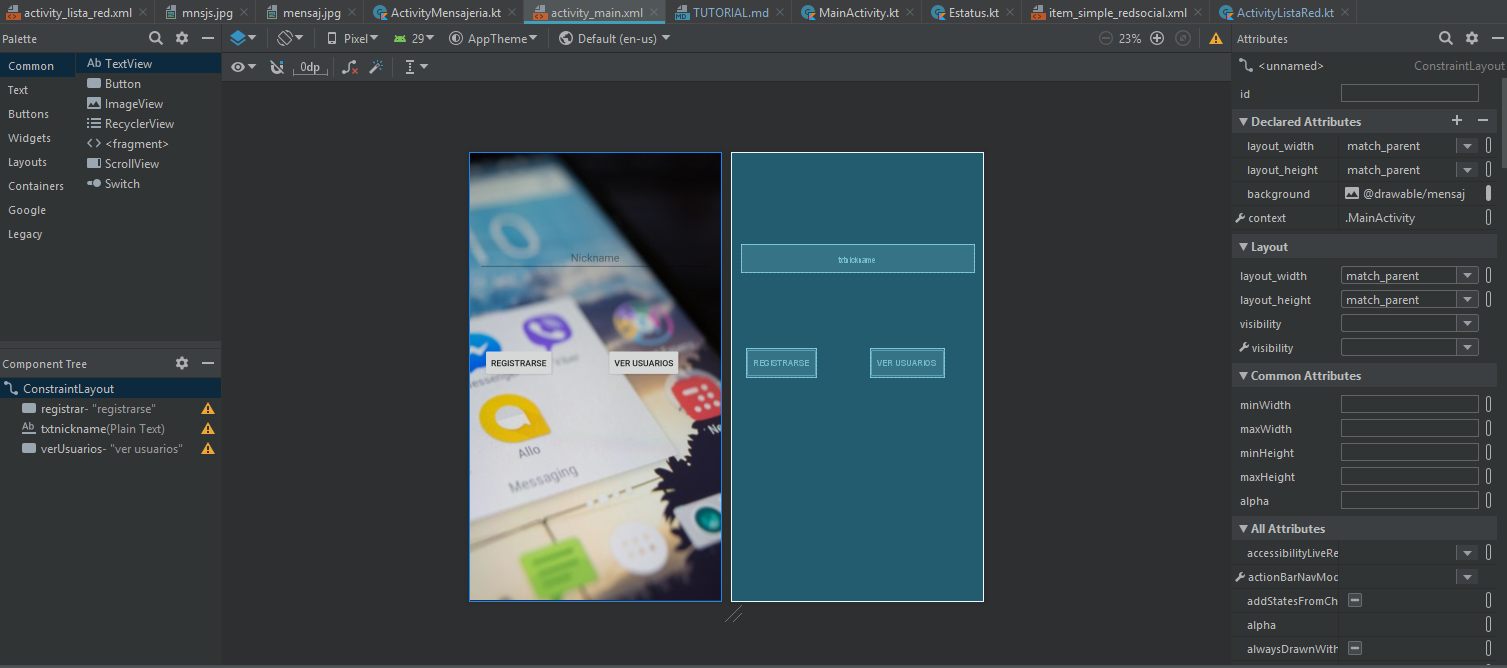 activity_lista_red.xml
mnsjs.jpg
mensaj.jpg
ActivityMensajeria.kt
activity_main.xml
TUTORIAL.md
MainActivity.kt
Estatus.kt
item_simple_redsocial.xml
ActivityListaRed.kt
Palette
Pixel
29
AppTheme
Default (en-us)
23%
Attributes
Common
Ab TextView
Button
ImageView
RecyclerView
<fragment>
ScrollView
Switch
Text
Buttons
Widgets
Layouts
Containers
Google
Legacy
0dp
Component Tree
ConstraintLayout
registrar- "registrarse"
Ab txtnickname(Plain Text)
verUsuarios- "ver usuarios"
10
Nickname
REGISTRARSE
VER USUARIOS
Allo
Messaging
txtnickname
REGISTRARSE
VER USUARIOS
<unnamed> ConstraintLayout
id
Declared Attributes
layout_width match_parent
layout_height match_parent
background @drawable/mensaj
context .MainActivity
Layout
layout_width match_parent
layout_height match_parent
visibility
visibility
Common Attributes
minWidth
maxWidth
minHeight
maxHeight
alpha
All Attributes
accessibilityLiveRe
actionBarNavMod
addStatesFromCh
alpha
alwaysDrawnWith